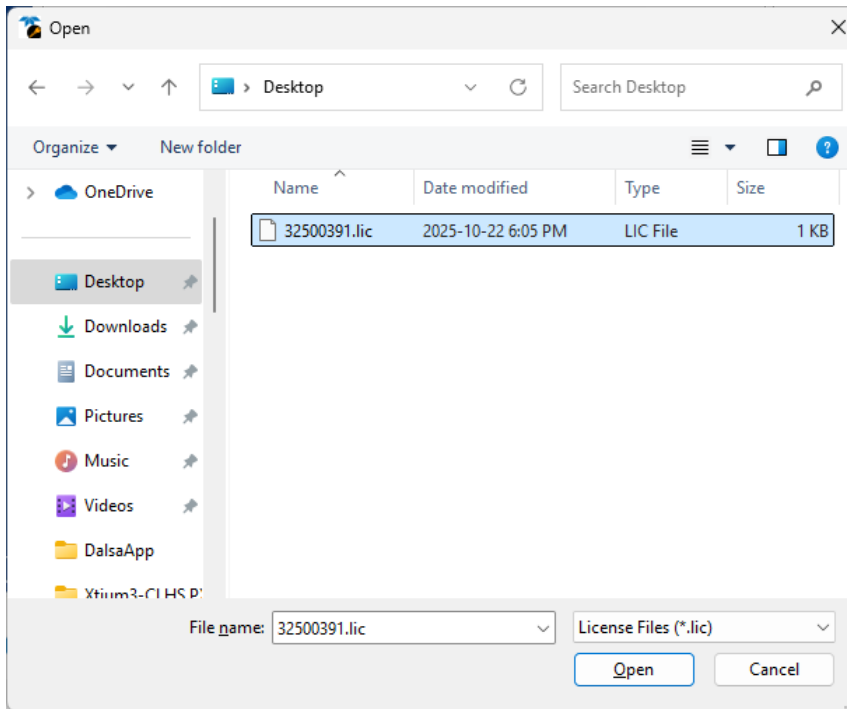 Open
Desktop
Search Desktop
Organize
New folder
OneDrive
Name
Date modified
Type
Size
32500391.lic
2025-10-22 6:05 PM
LIC File
1 KB
Desktop
Downloads
Documents
Pictures
Music
Videos
DalsaApp
Xtium3-CLHS P
File name:
32500391.lic
License Files (*.lic)
Open
Cancel